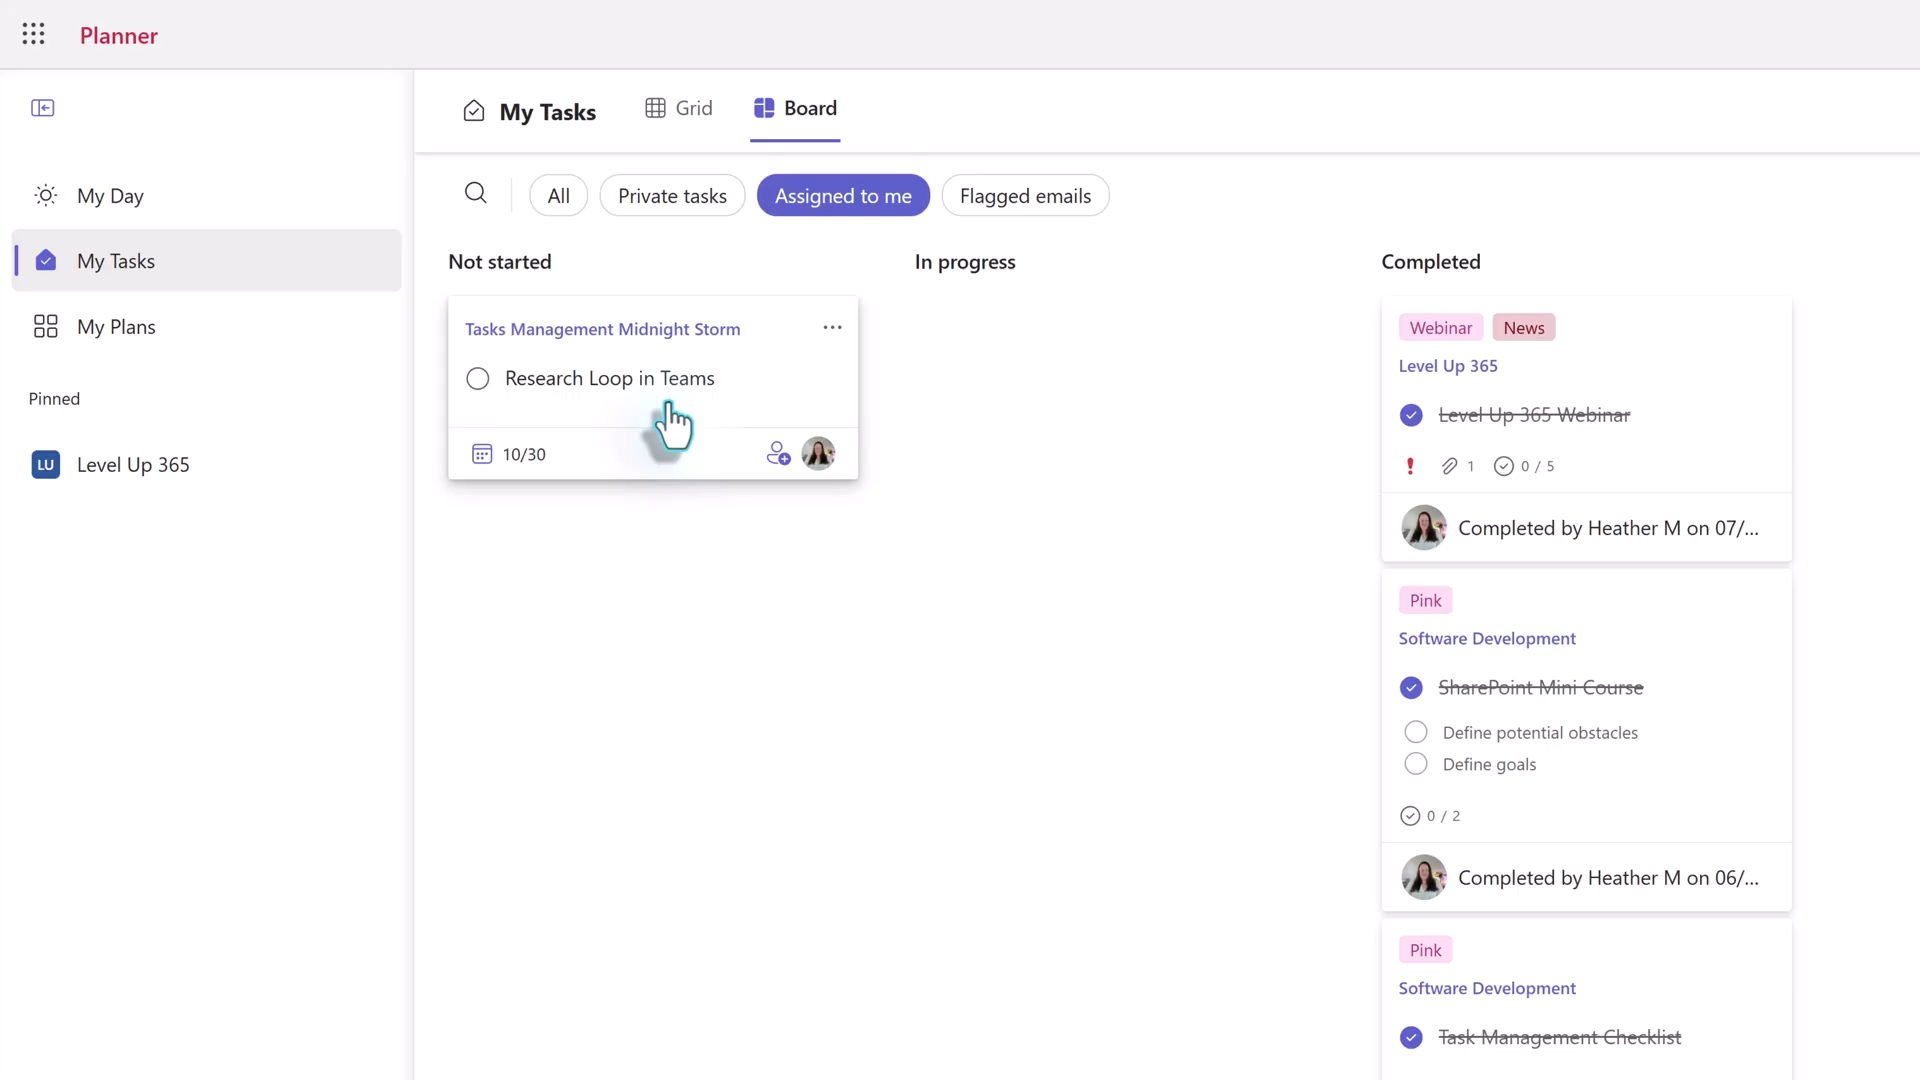 Planner
My Tasks
Grid
Board
My Day
My Tasks
My Plans
Pinned
LU
Level Up 365
All
Private tasks
Assigned to me
Flagged emails
Not started
Tasks Management Midnight Storm
Research Loop in Teams
10/30
In progress
Completed
Webinar News
Level Up 365
Level Up 365 Webinar
1
0 / 5
Completed by Heather M on 07/...
Pink
Software Development
SharePoint Mini Course
Define potential obstacles
Define goals
0 / 2
Completed by Heather M on 06/...
Pink
Software Development
Task Management Checklist